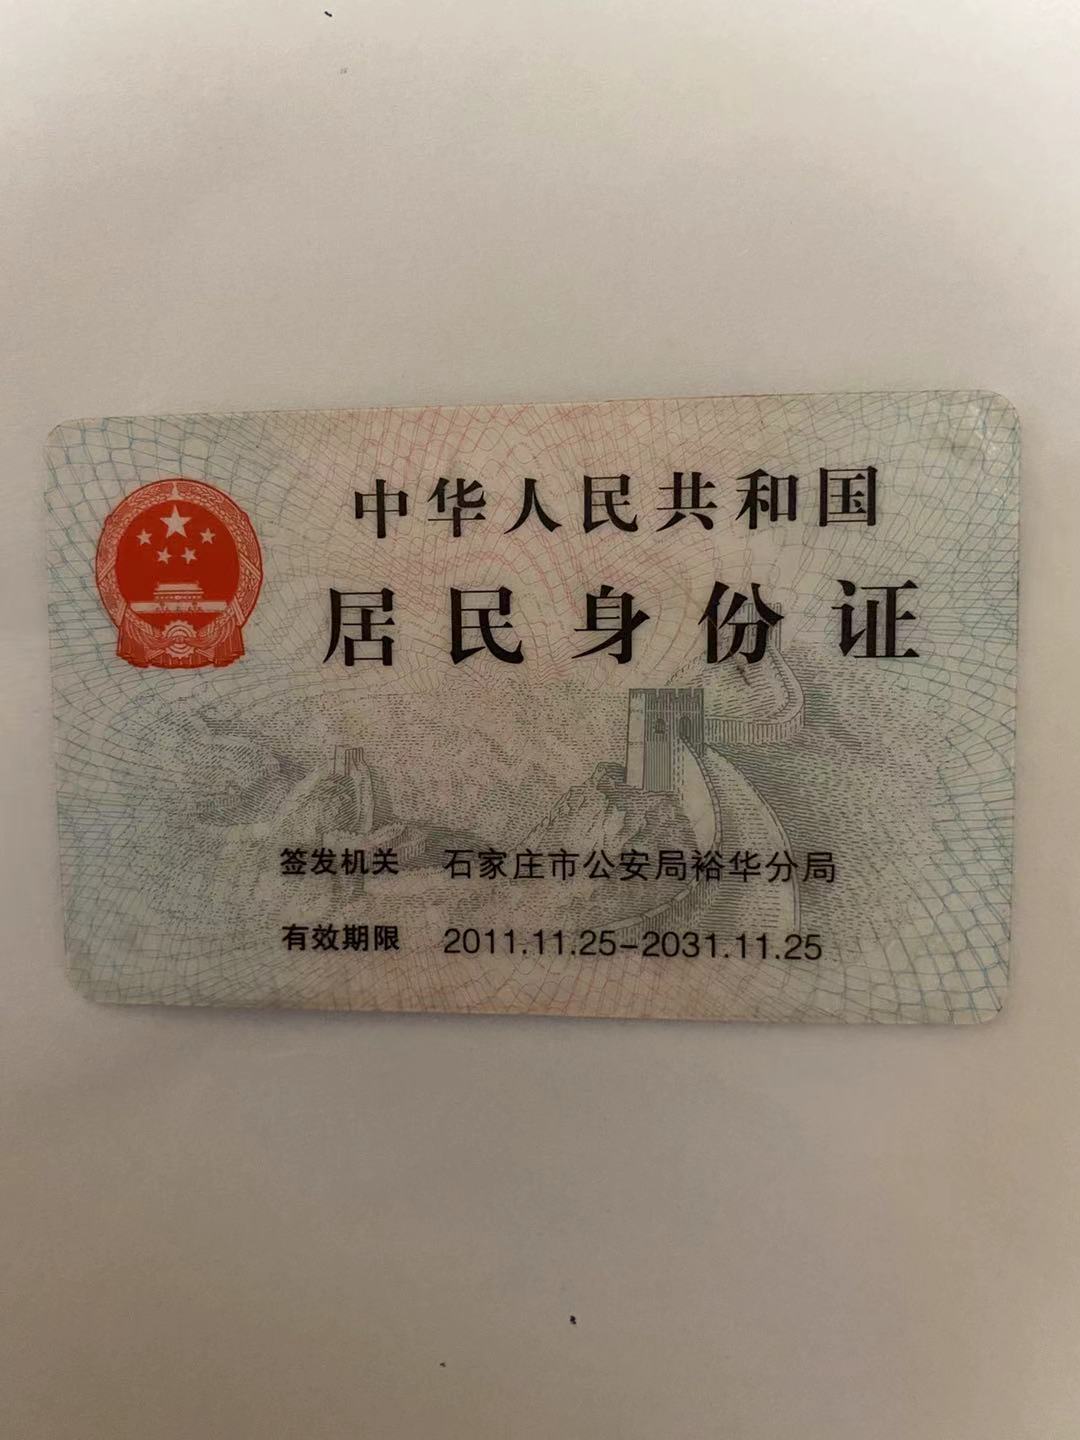 中华人民共和国
居民身份证
签发机关 石家庄市公安局裕华分局
有效期限 2011.11.25-2031.11.25